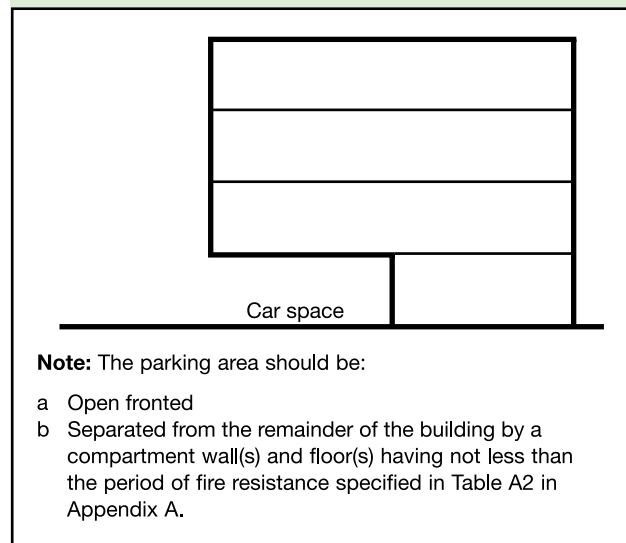 Car space
Note: The parking area should be:
a Open fronted
b Separated from the remainder of the building by a
compartment wall(s) and floor(s) having not less than
the period of fire resistance specified in Table A2 in
Appendix A.